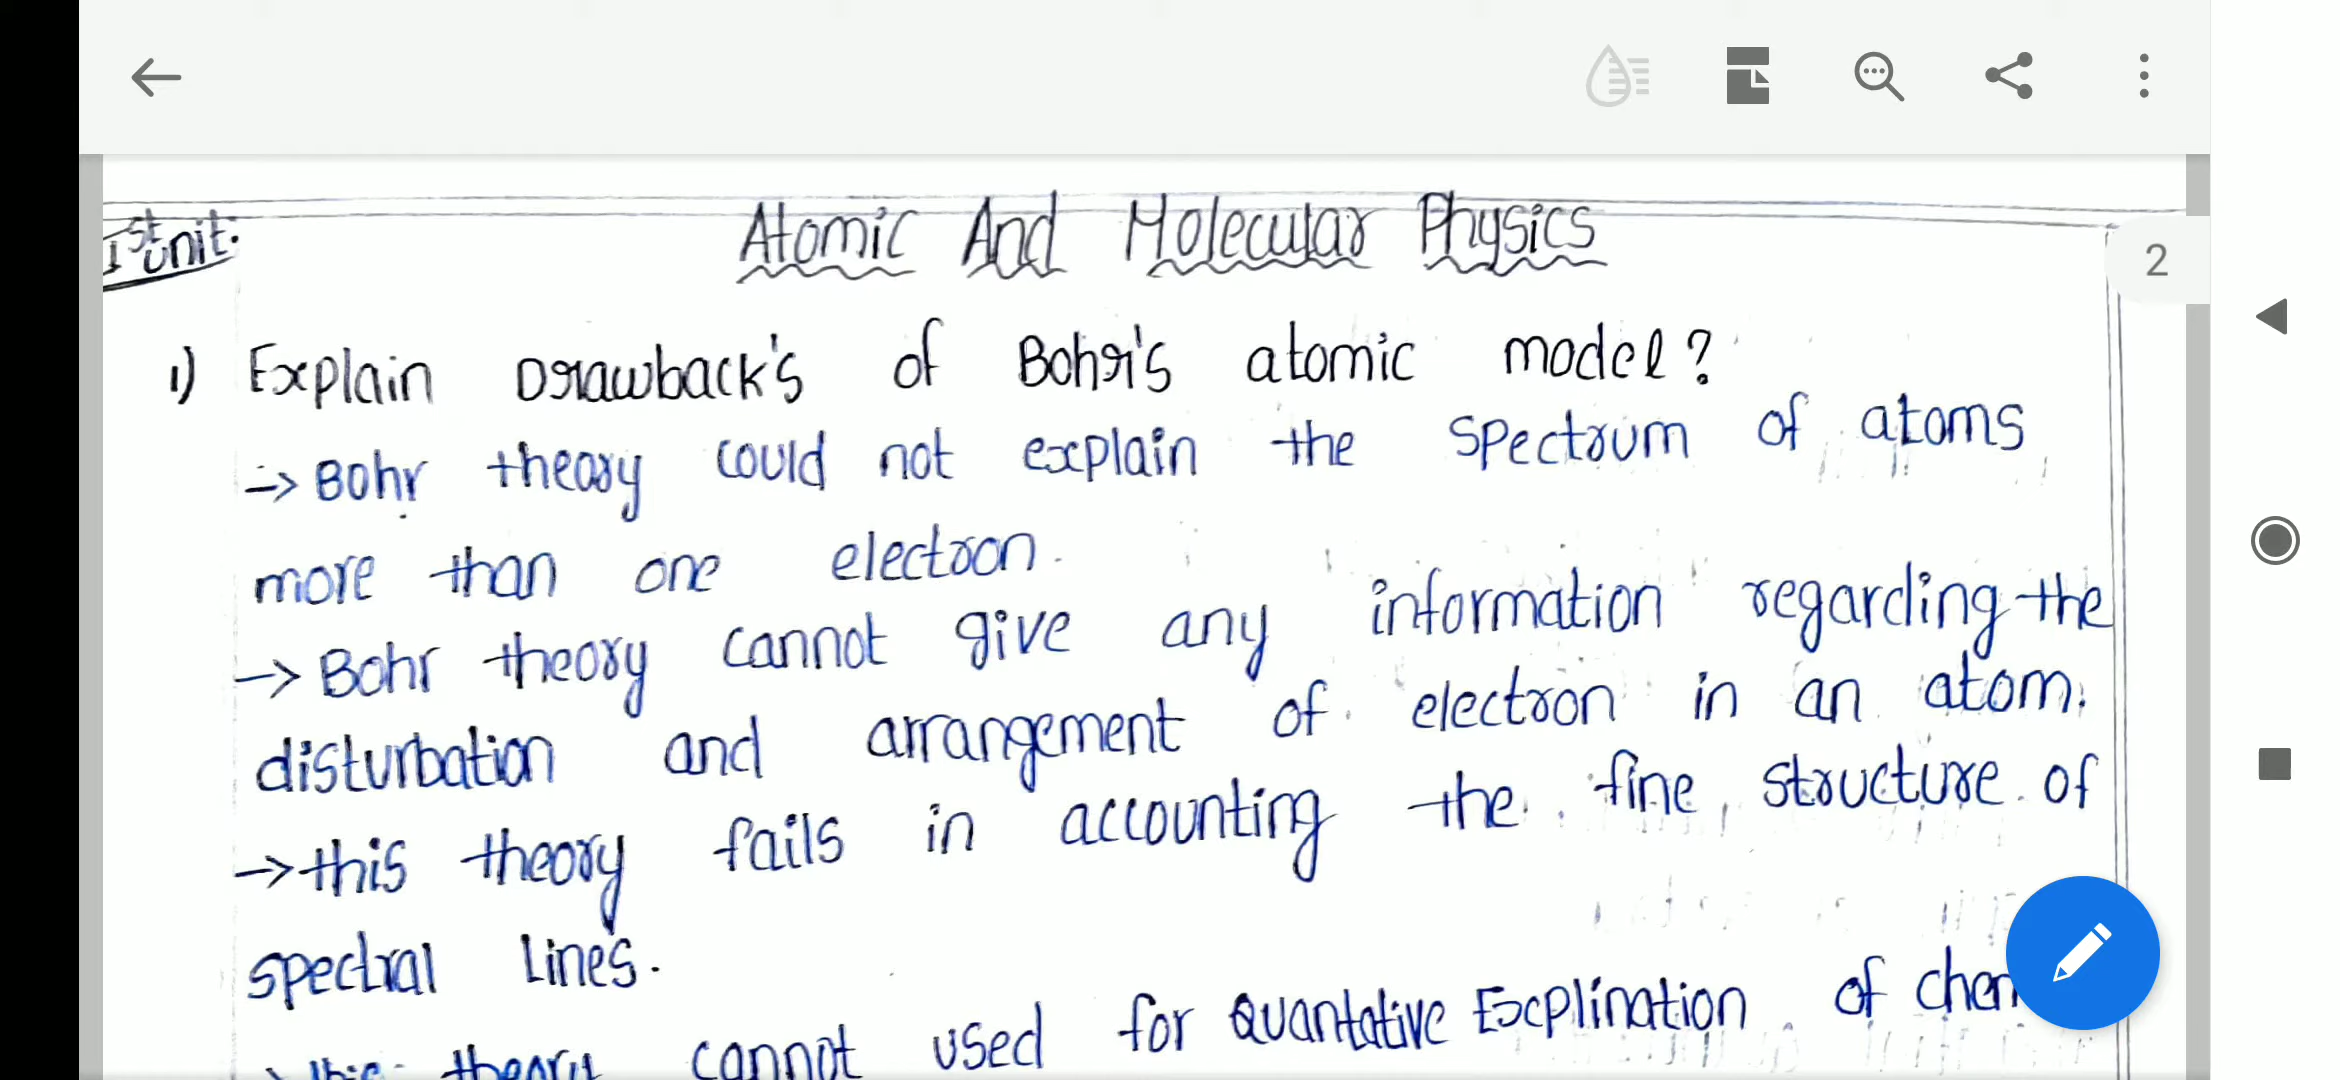 2
1st unit.
Atomic And Molecular Physics
1) Explain Drawback's of Bohr's atomic model?
→ Bohr theory could not explain the spectrum of atoms
more than one electron.
→ Bohr theory cannot give any information regarding the
disturbation and arrangement of electron in an atom.
→ this theory fails in accounting the fine structure of
spectral Lines.
this theory cannot used for Quantative Explination of